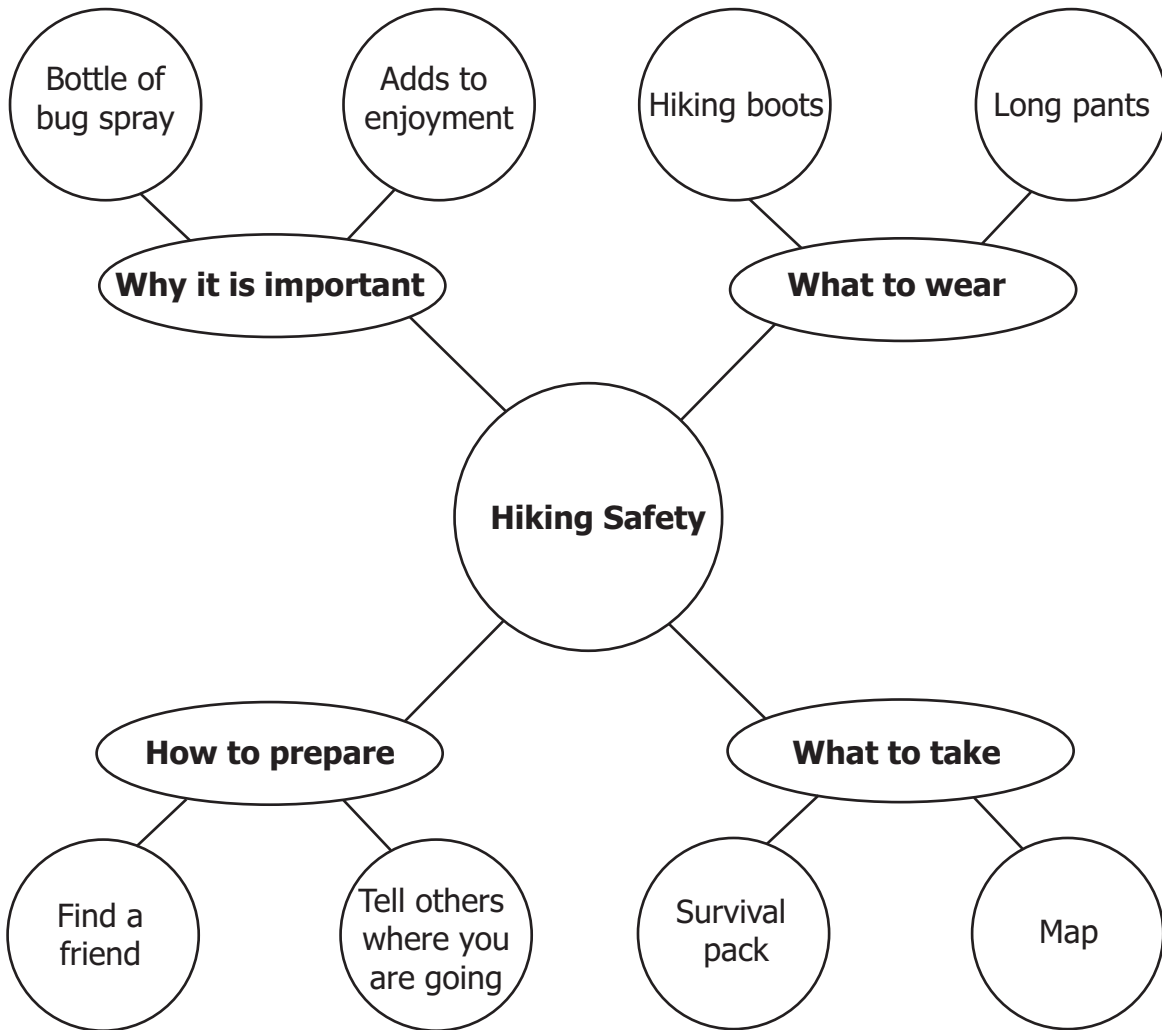 Bottle of
bug spray
Adds to
enjoyment
Hiking boots
Long pants
Why it is important
What to wear
Hiking Safety
How to prepare
What to take
Find a
friend
Tell others
where you
are going
Survival
pack
Map